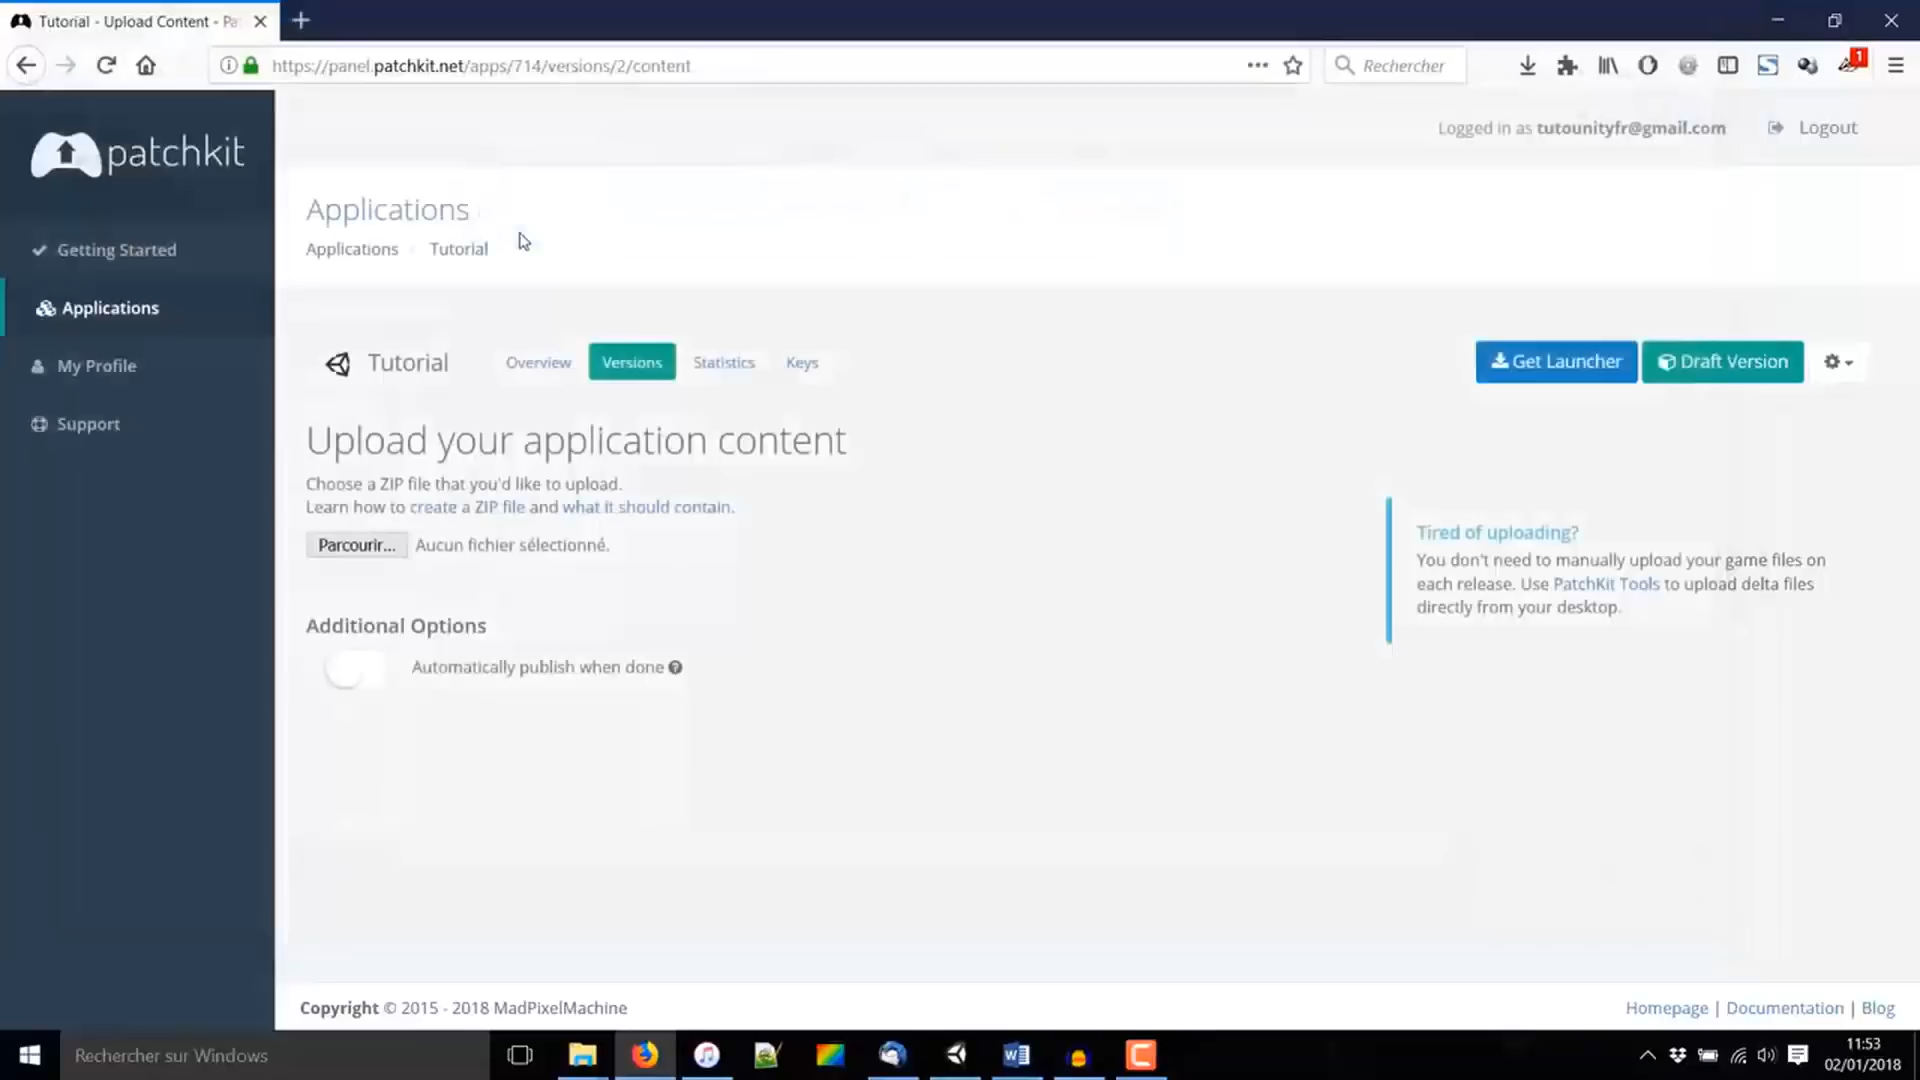 Tutorial - Upload Content - Pa
https://panel.patchkit.net/apps/714/versions/2/content
Rechercher
1
patchkit
Logged in as tutounityfr@gmail.com
Logout
Applications
Applications
Tutorial
Getting Started
Applications
My Profile
Support
Tutorial
Overview
Versions
Statistics
Keys
Get Launcher
Draft Version
Upload your application content
Choose a ZIP file that you'd like to upload.
Learn how to create a ZIP file and what it should contain.
Parcourir... Aucun fichier sélectionné.
Tired of uploading?
You don't need to manually upload your game files on
each release. Use PatchKit Tools to upload delta files
directly from your desktop.
Additional Options
Automatically publish when done
Copyright © 2015 - 2018 MadPixelMachine
Homepage | Documentation | Blog
Rechercher sur Windows
11:53
02/01/2018